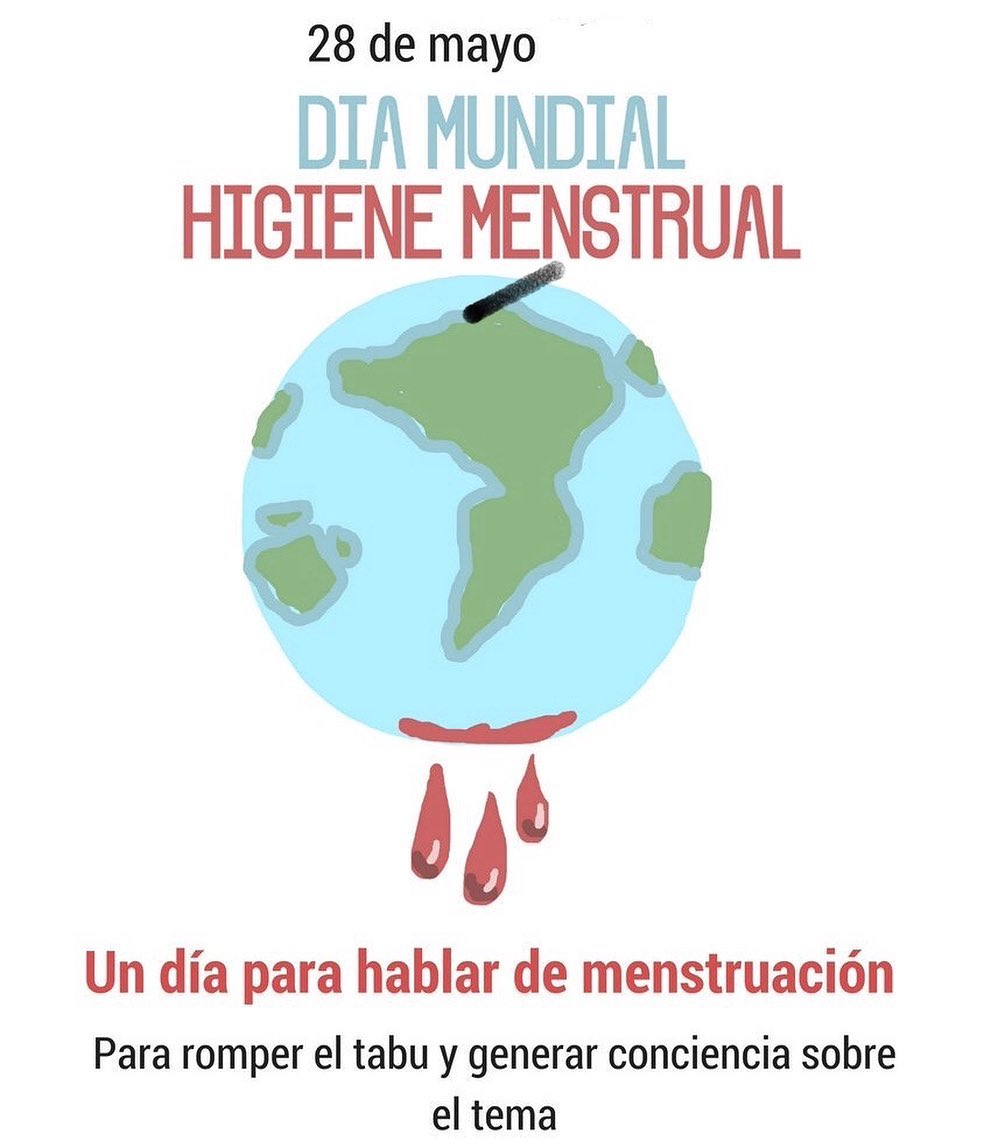 28 de mayo
DIA MUNDIAL
HIGIENE MENSTRUAL
Un día para hablar de menstruación
Para romper el tabu y generar conciencia sobre
el tema